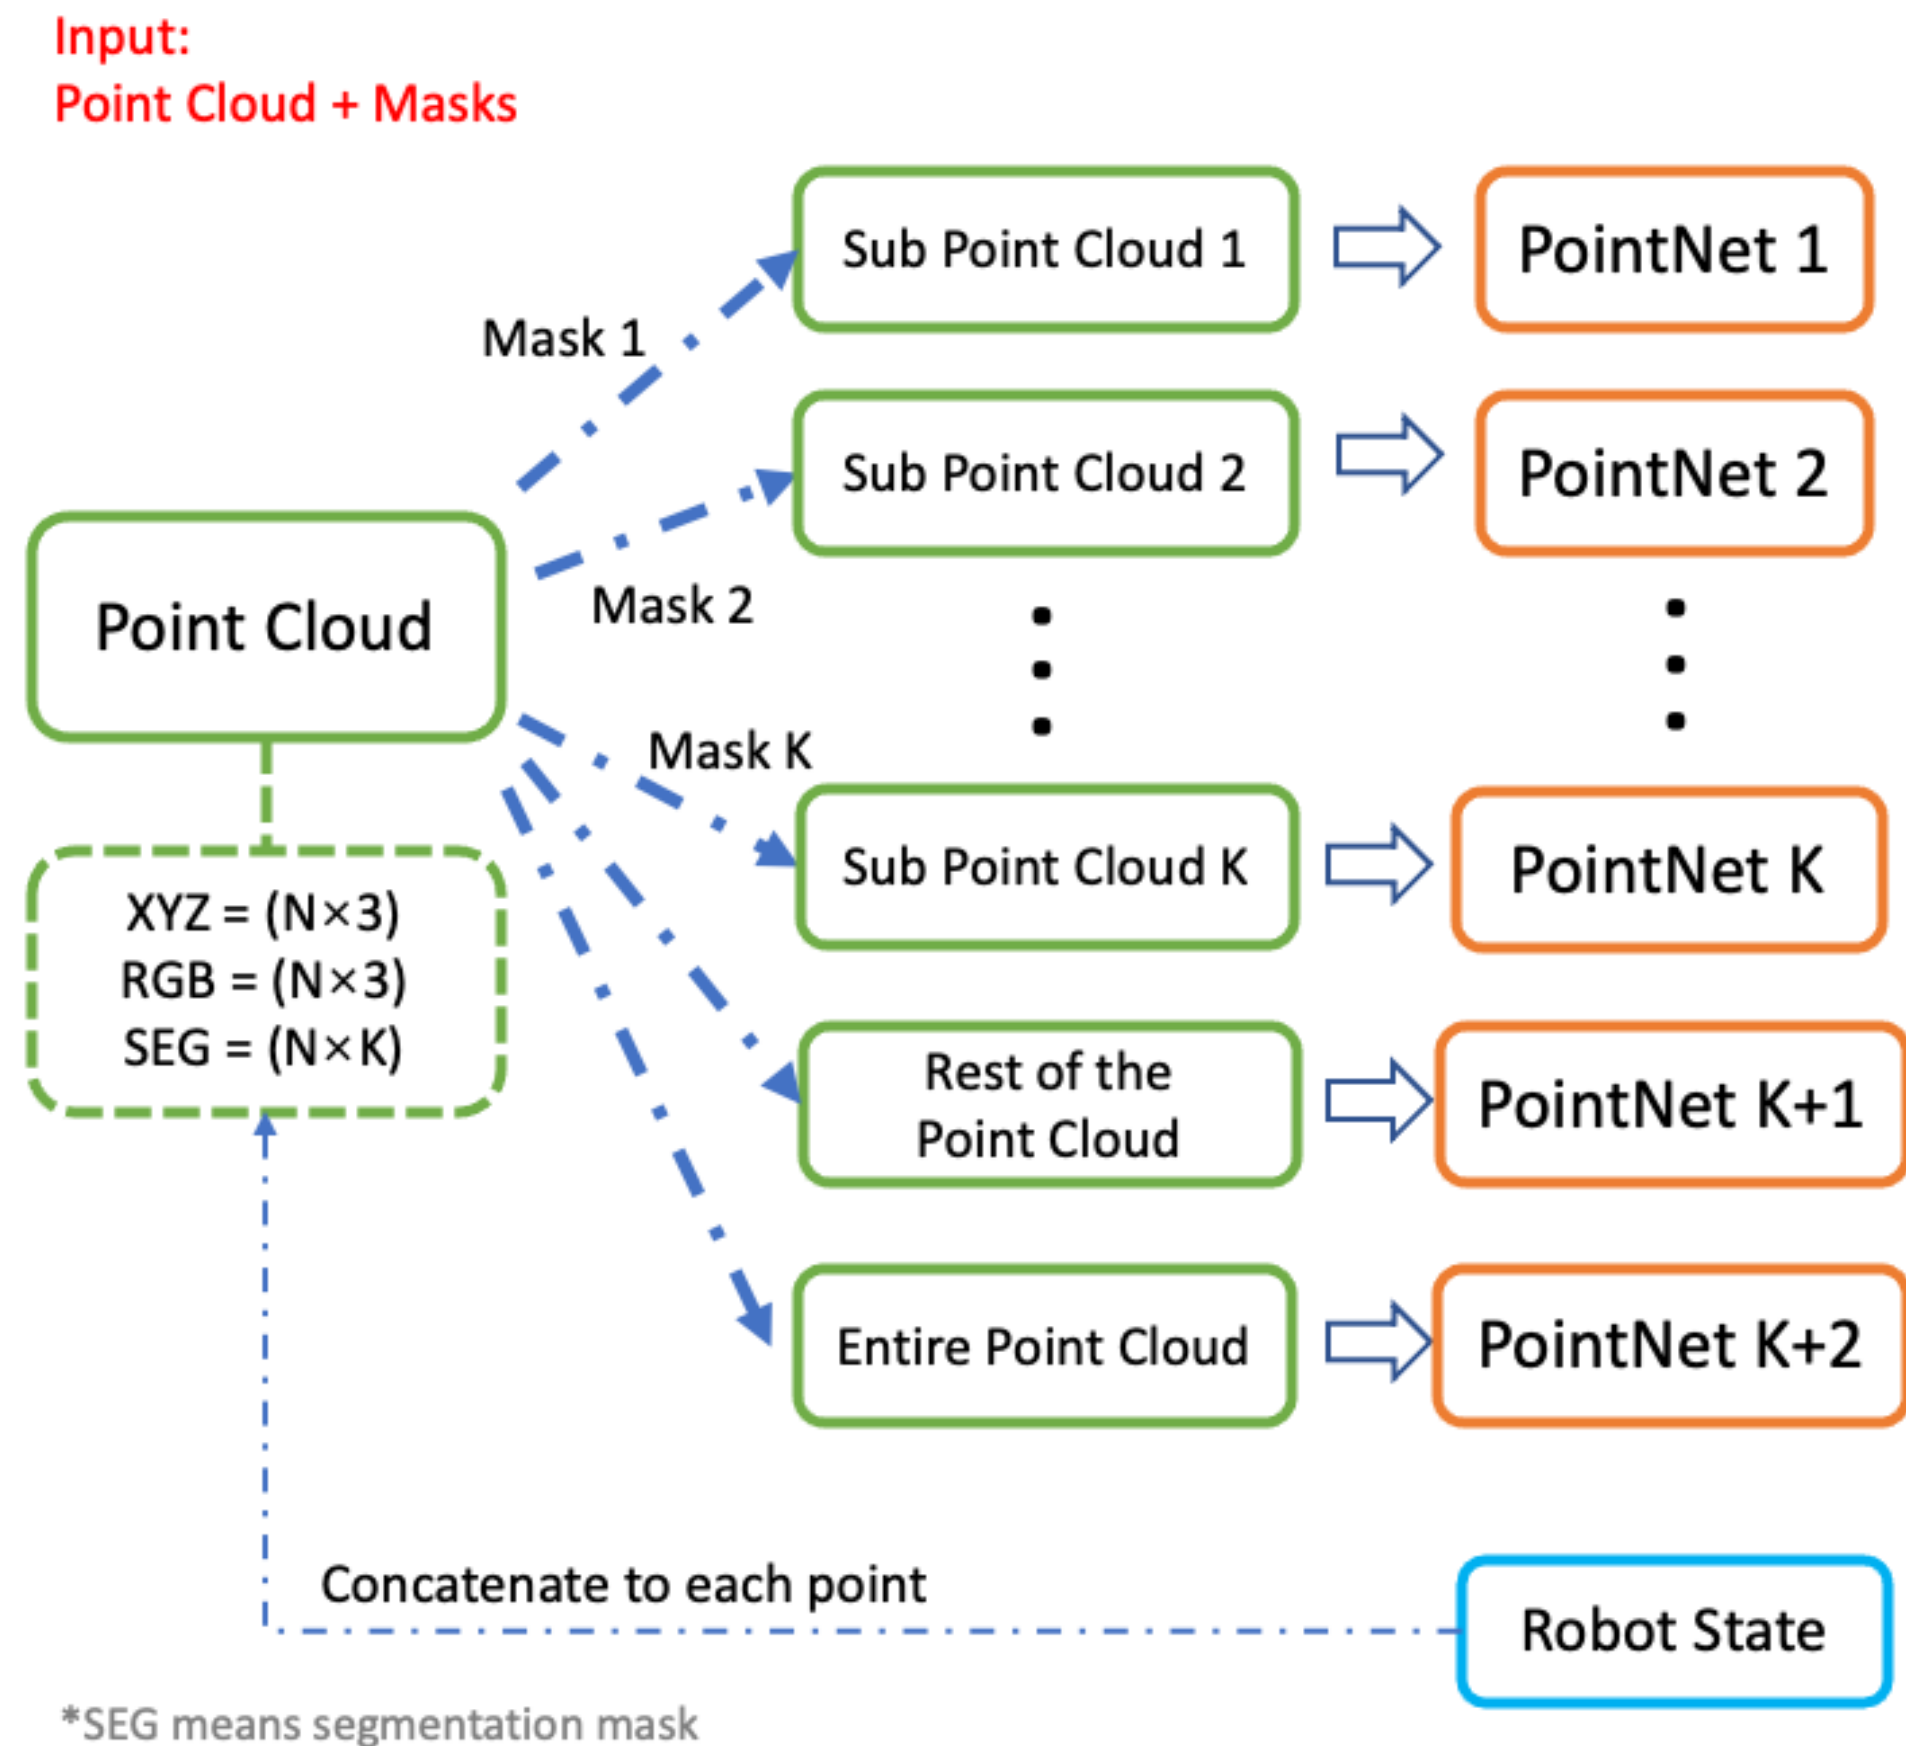 Input:
Point Cloud + Masks
Sub Point Cloud 1
PointNet 1
Mask 1
Sub Point Cloud 2
PointNet 2
Mask 2
Point Cloud
Mask K
Sub Point Cloud K
PointNet K
XYZ = (N×3)
RGB = (N×3)
SEG = (N×K)
Rest of the
Point Cloud
PointNet K+1
Entire Point Cloud
PointNet K+2
Concatenate to each point
Robot State
*SEG means segmentation mask